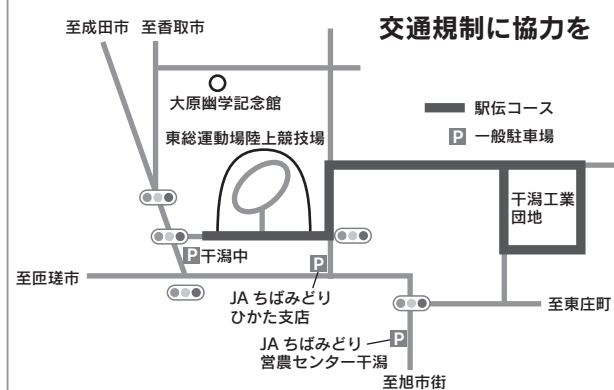 交通規制に協力を
至成田市
至香取市
大原幽学記念館
東総運動場陸上競技場
駅伝コース
P 一般駐車場
干潟工業
団地
P 干潟中
至匝瑳市
P
JA ちばみどり
ひかた支店
至東庄町
JA ちばみどり
営農センター干潟
P
至旭市街